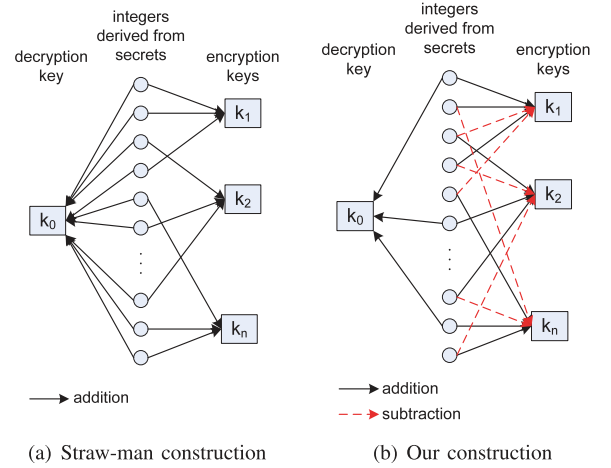 integers
derived from
secrets
decryption
key
encryption
keys
k1
k2
k0
kn
addition
(a) Straw-man construction
integers
derived from
secrets
decryption
key
encryption
keys
k1
k2
k0
kn
addition
subtraction
(b) Our construction